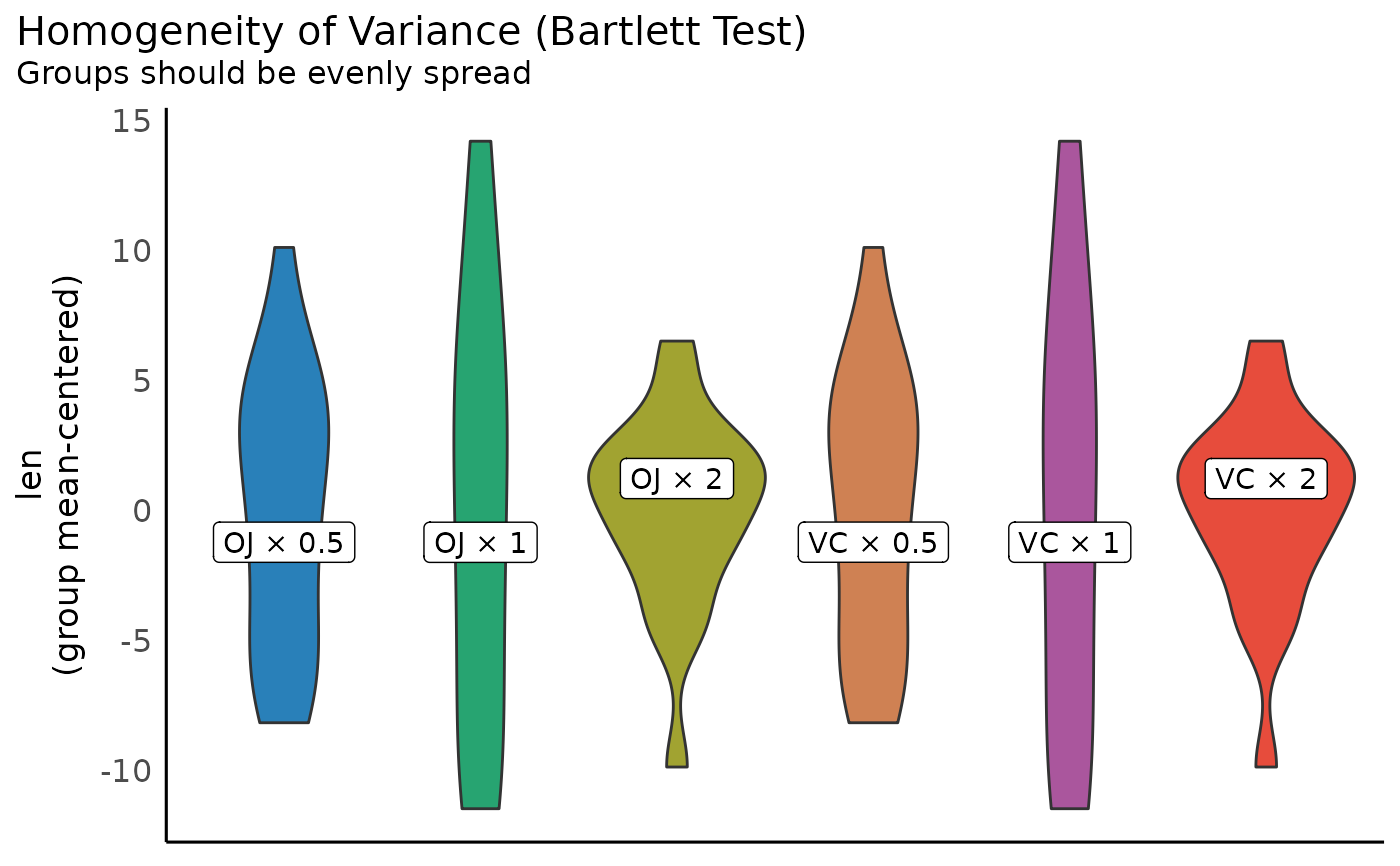 Homogeneity of Variance (Bartlett Test)
Groups should be evenly spread
15
10
5
0
-5
-10
len
(group mean-centered)
OJ × 0.5
OJ × 1
OJ × 2
VC × 0.5
VC × 1
VC × 2